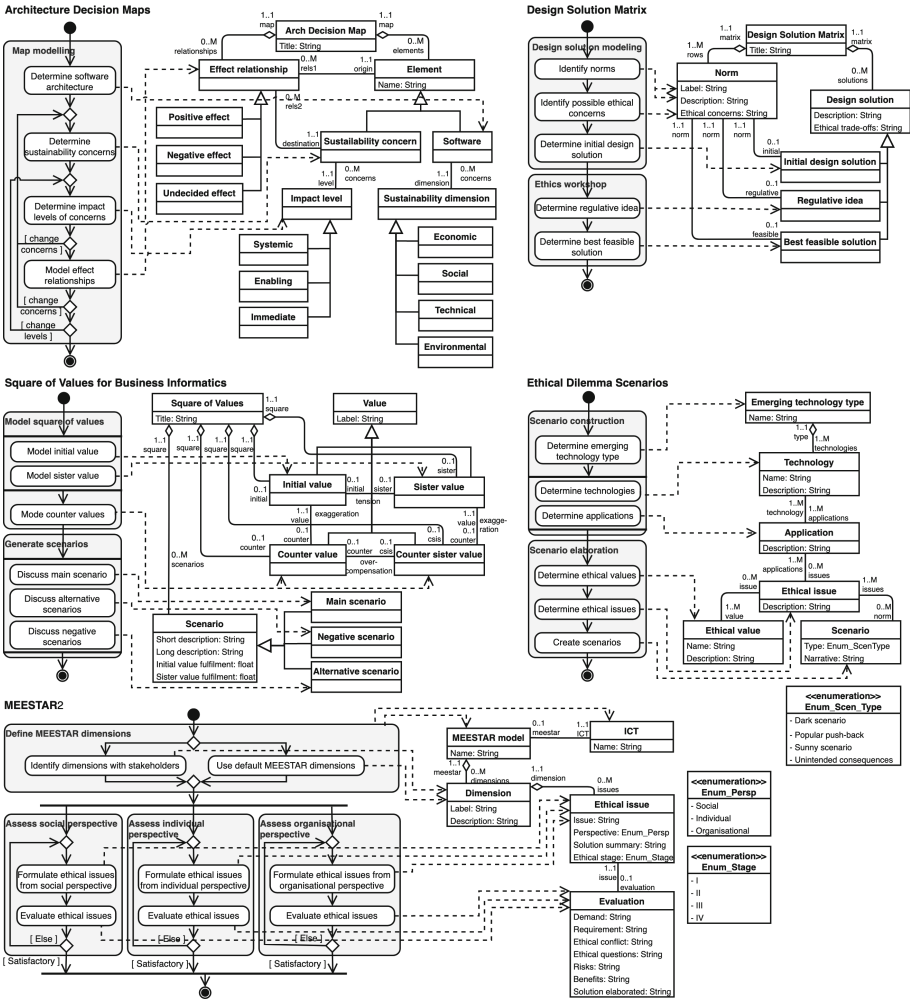 Architecture Decision Maps
Map modelling
Determine software
architecture
Determine
sustainability concerns
Determine impact
levels of concerns
[ change
concerns ]
Model effect
relationships
[ change
concerns ]
[ change
levels ]
1..1
map
Arch Decision Map
Title: String
1..1
map
0..M
relationships
0..M
elements
Effect relationship
0..M
rels1
1..1
origin
Element
Name: String
0..M
rels2
Positive effect
Negative effect
Undecided effect
1..1
destination
Sustailability concern
Software
1..1
level
0..M
concerns
1..1
dimension
0..M
concerns
Impact level
Sustainability dimension
Systemic
Enabling
Immediate
Economic
Social
Technical
Environmental
Design Solution Matrix
Design solution modeling
Identify norms
Identify possible ethical
concerns
Determine initial design
solution
Ethics workshop
Determine regulative idea
Determine best feasible
solution
1..1
matrix
Design Solution Matrix
Title: String
1..1
matrix
1..M
rows
0..M
solutions
Norm
Label: String
Description: String
Ethical concerns: String
Design solution
Description: String
Ethical trade-offs: String
1..1
norm
1..1
norm
1..1
norm
0..1
initial
Initial design solution
0..1
regulative
Regulative idea
0..1
feasible
Best feasible solution
Square of Values for Business Informatics
Model square of values
Model initial value
Model sister value
Mode counter values
Generate scenarios
Discuss main scenario
Discuss alternative
scenarios
Discuss negative
scenarios
Square of Values
Title: String
1..1
square
Value
Label: String
1..1
square
1..1
square
1..1
square
1..1
square
0..1
initial
Initial value
0..1
initial
0..1
sister
tension
0..1
sister
Sister value
1..1
value
exaggeration
0..1
counter
1..1
value
exagge-
ration
0..1
csis
0..1
counter
0..1
counter
Counter value
0..1
counter
0..1
csis
over-
compensation
Counter sister value
0..M
scenarios
Scenario
Short description: String
Long description: String
Initial value fulfilment: float
Sister value fulfilment: float
Main scenario
Negative scenario
Alternative scenario
Ethical Dilemma Scenarios
Scenario construction
Determine emerging
technology type
Determine technologies
Determine applications
Scenario elaboration
Determine ethical values
Determine ethical issues
Create scenarios
Emerging technology type
Name: String
1..1
type
1..M
technologies
Technology
Name: String
Description: String
1..M
technology
1..M
applications
Application
Description: String
1..M
applications
0..M
issues
0..M
issue
Ethical issue
Description: String
1..M
issues
1..M
value
0..M
norm
Ethical value
Name: String
Description: String
Scenario
Type: Enum_ScenType
Narrative: String
<<enumeration>>
Enum_Scen_Type
- Dark scenario
- Popular push-back
- Sunny scenario
- Unintended consequences
MEESTAR2
Define MEESTAR dimensions
Identify dimensions with stakeholders
Use default MEESTAR dimensions
Assess social perspective
Formulate ethical issues
from social perspective
Evaluate ethical issues
[ Else ]
[ Satisfactory ]
Assess individual
perspective
Formulate ethical issues
from individual perspective
Evaluate ethical issues
[ Else ]
[ Satisfactory ]
Assess organisational
perspective
Formulate ethical issues from
organisational perspective
Evaluate ethical issues
[ Else ]
[ Satisfactory ]
MEESTAR model
Name: String
0..1
meestar
1..1
ICT
ICT
Name: String
1..1
meestar
0..M
dimensions
Dimension
Label: String
Description: String
0..1
dimension
0..M
issues
Ethical issue
Issue: String
Perspective: Enum_Persp
Solution summary: String
Ethical stage: Enum_Stage
1..1
issue
0..1
evaluation
Evaluation
Demand: String
Requirement: String
Ethical conflict: String
Ethical questions: String
Risks: String
Benefits: String
Solution elaborated: String
<<enumeration>>
Enum_Persp
- Social
- Individual
- Organisational
<<enumeration>>
Enum_Stage
- I
- II
- III
- IV